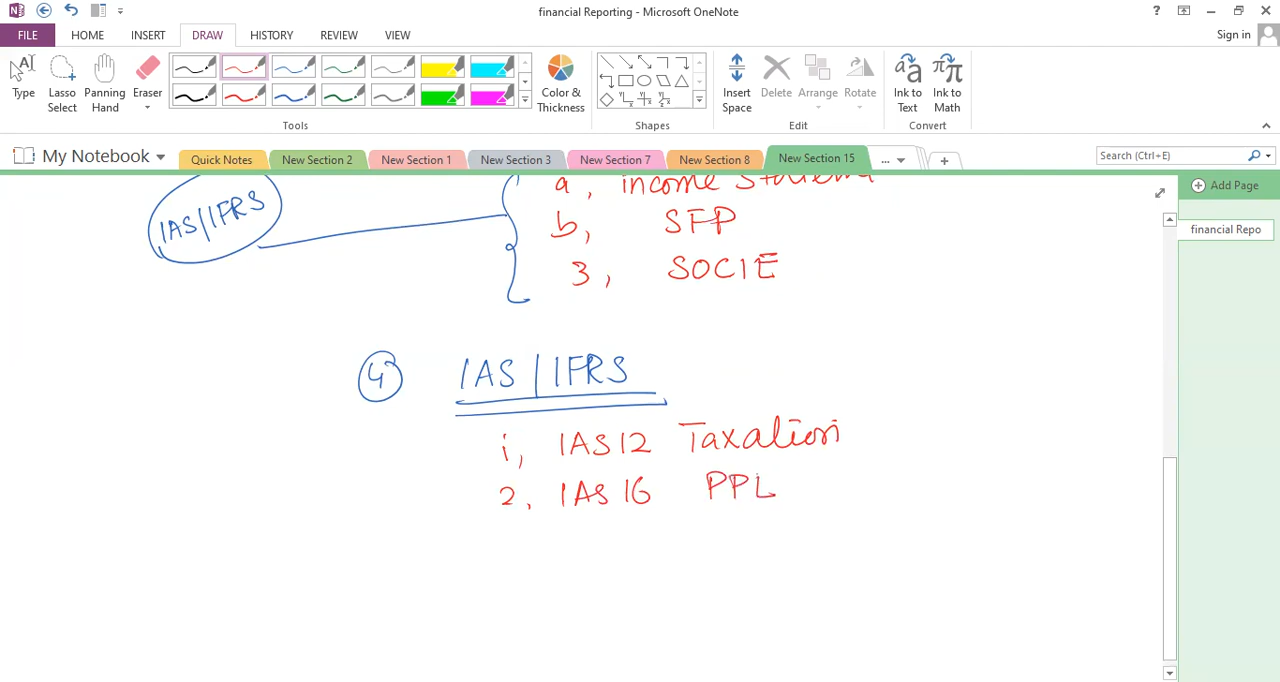 financial Reporting - Microsoft OneNote
?
FILE HOME INSERT DRAW HISTORY REVIEW VIEW
Sign in
Type
Lasso Select
Panning Hand
Eraser
Color & Thickness
Insert Space
Delete
Arrange
Rotate
Ink to Text
Ink to Math
Tools
Shapes
Edit
Convert
My Notebook
Quick Notes
New Section 2
New Section 1
New Section 3
New Section 7
New Section 8
New Section 15
...
Search (Ctrl+E)
Add Page
financial Repo
IAS|IFRS
a, income
b, SFP
3, SOCIE
4 IAS|IFRS
i, IAS12 Taxation
2, IAS 16 PPL